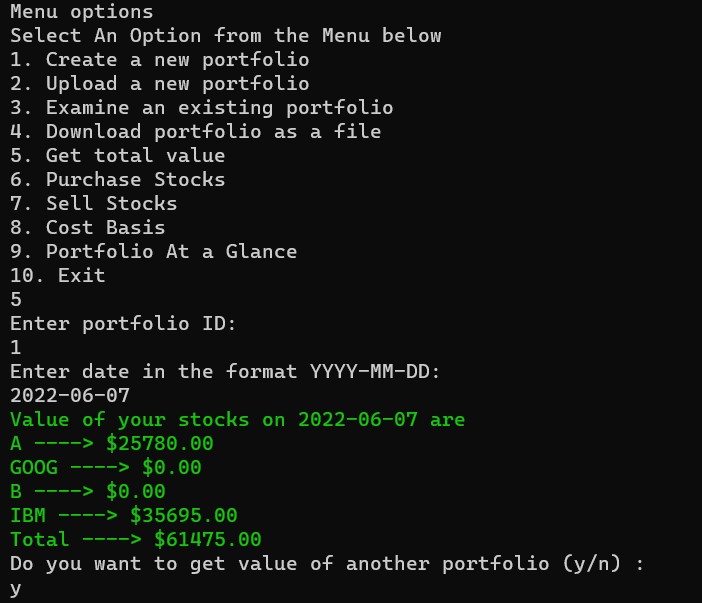 Menu options
Select An Option from the Menu below
1. Create a new portfolio
2. Upload a new portfolio
3. Examine an existing portfolio
4. Download portfolio as a file
5. Get total value
6. Purchase Stocks
7. Sell Stocks
8. Cost Basis
9. Portfolio At a Glance
10. Exit
5
Enter portfolio ID:
1
Enter date in the format YYYY-MM-DD:
2022-06-07
Value of your stocks on 2022-06-07 are
A ----> $25780.00
GOOG ----> $0.00
B ----> $0.00
IBM ----> $35695.00
Total ----> $61475.00
Do you want to get value of another portfolio (y/n) :
y